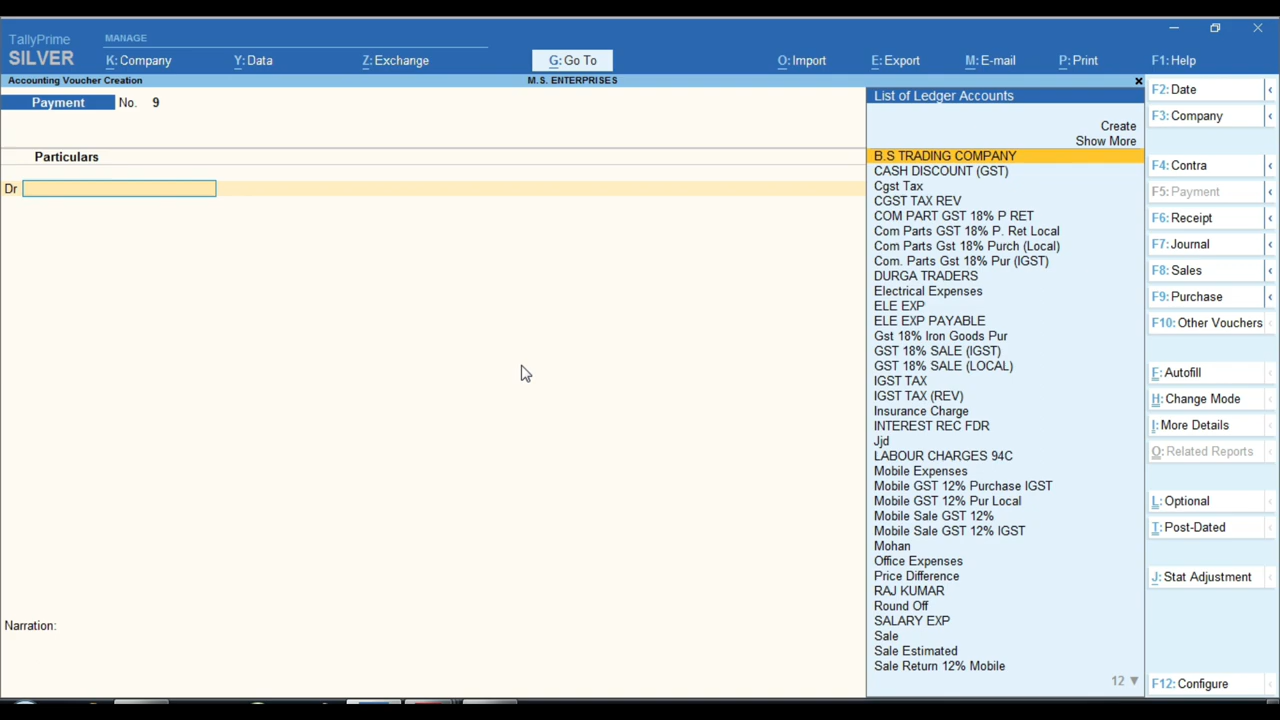 TallyPrime
SILVER
MANAGE
K: Company
Y: Data
Z: Exchange
G: Go To
O: Import
E: Export
M: E-mail
P: Print
F1: Help
Accounting Voucher Creation
M.S. ENTERPRISES
Payment No. 9
Particulars
Dr
Narration:
List of Ledger Accounts
Create
Show More
B.S TRADING COMPANY
CASH DISCOUNT (GST)
Cgst Tax
CGST TAX REV
COM PART GST 18% P RET
Com Parts GST 18% P. Ret Local
Com Parts Gst 18% Purch (Local)
Com. Parts Gst 18% Pur (IGST)
DURGA TRADERS
Electrical Expenses
ELE EXP
ELE EXP PAYABLE
Gst 18% Iron Goods Pur
GST 18% SALE (IGST)
GST 18% SALE (LOCAL)
IGST TAX
IGST TAX (REV)
Insurance Charge
INTEREST REC FDR
Jjd
LABOUR CHARGES 94C
Mobile Expenses
Mobile GST 12% Purchase IGST
Mobile GST 12% Pur Local
Mobile Sale GST 12%
Mobile Sale GST 12% IGST
Mohan
Office Expenses
Price Difference
RAJ KUMAR
Round Off
SALARY EXP
Sale
Sale Estimated
Sale Return 12% Mobile
12 ▼
F2: Date
F3: Company
F4: Contra
F5: Payment
F6: Receipt
F7: Journal
F8: Sales
F9: Purchase
F10: Other Vouchers
F: Autofill
H: Change Mode
I: More Details
O: Related Reports
L: Optional
T: Post-Dated
J: Stat Adjustment
F12: Configure